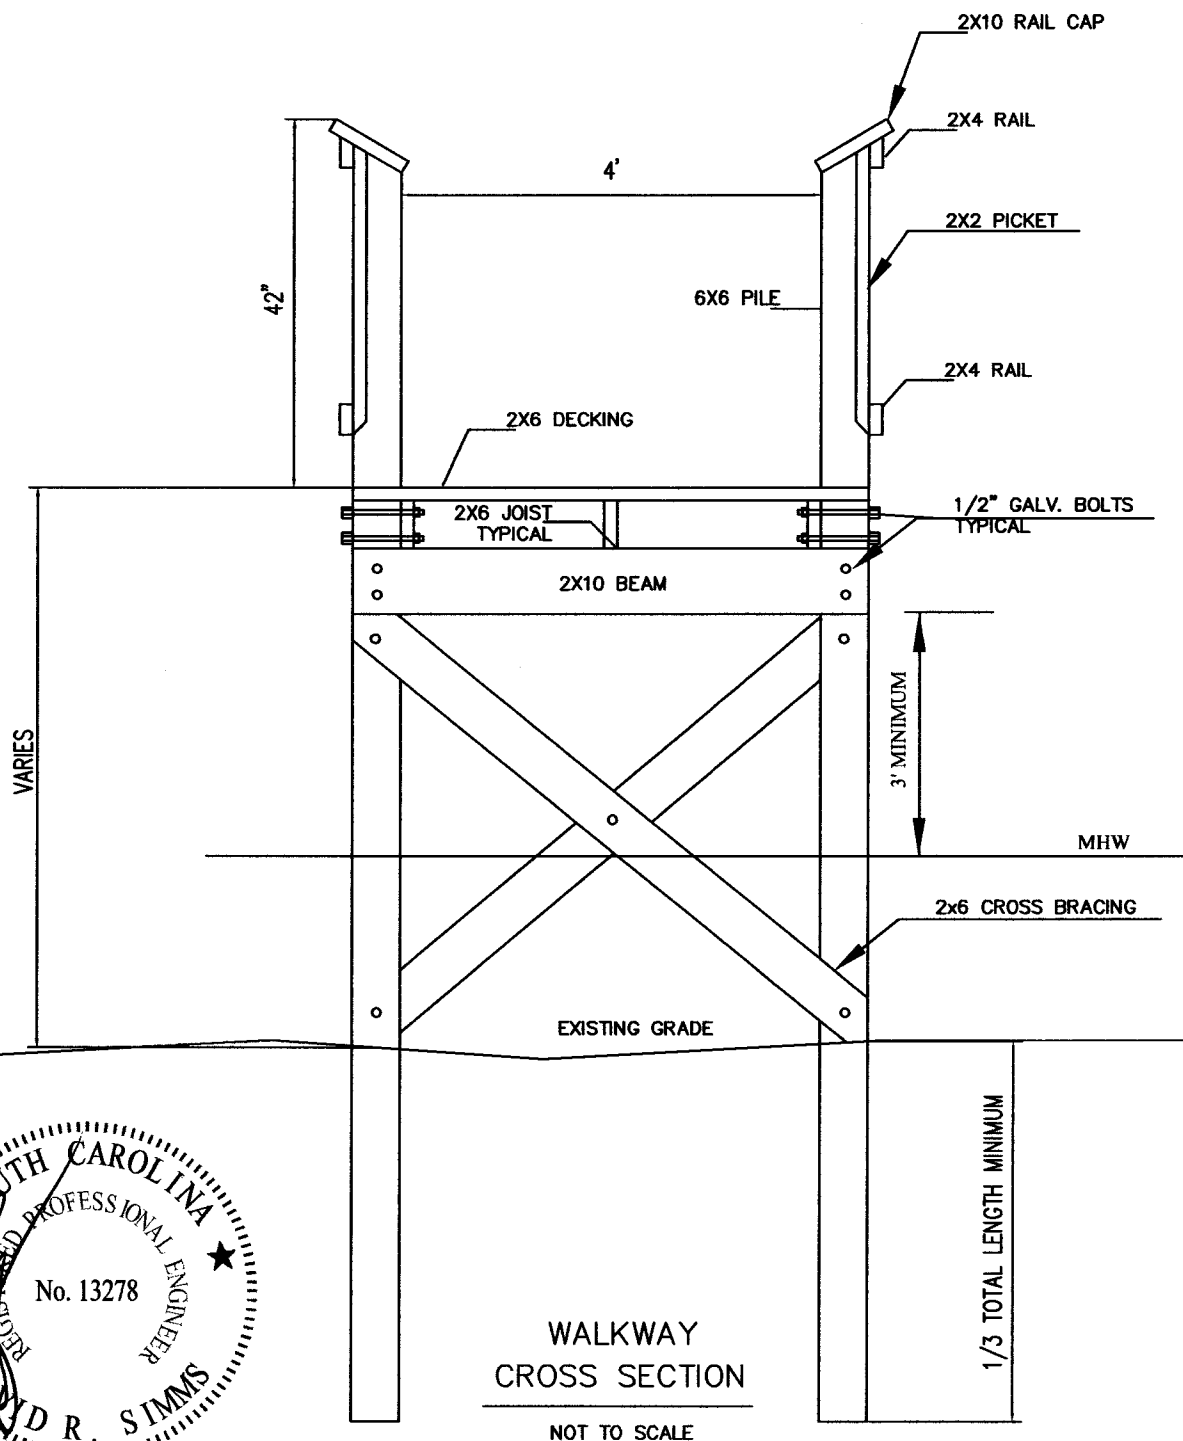 2X10 RAIL CAP
2X4 RAIL
4'
2X2 PICKET
42"
6X6 PILE
2X4 RAIL
2X6 DECKING
1/2" GALV. BOLTS
TYPICAL
2X6 JOIST
TYPICAL
2X10 BEAM
3' MINIMUM
VARIES
MHW
2x6 CROSS BRACING
EXISTING GRADE
1/3 TOTAL LENGTH MINIMUM
CAROLINA
PROFESSIONAL ENGINEER
No. 13278
R. SIMMS
WALKWAY
CROSS SECTION
NOT TO SCALE